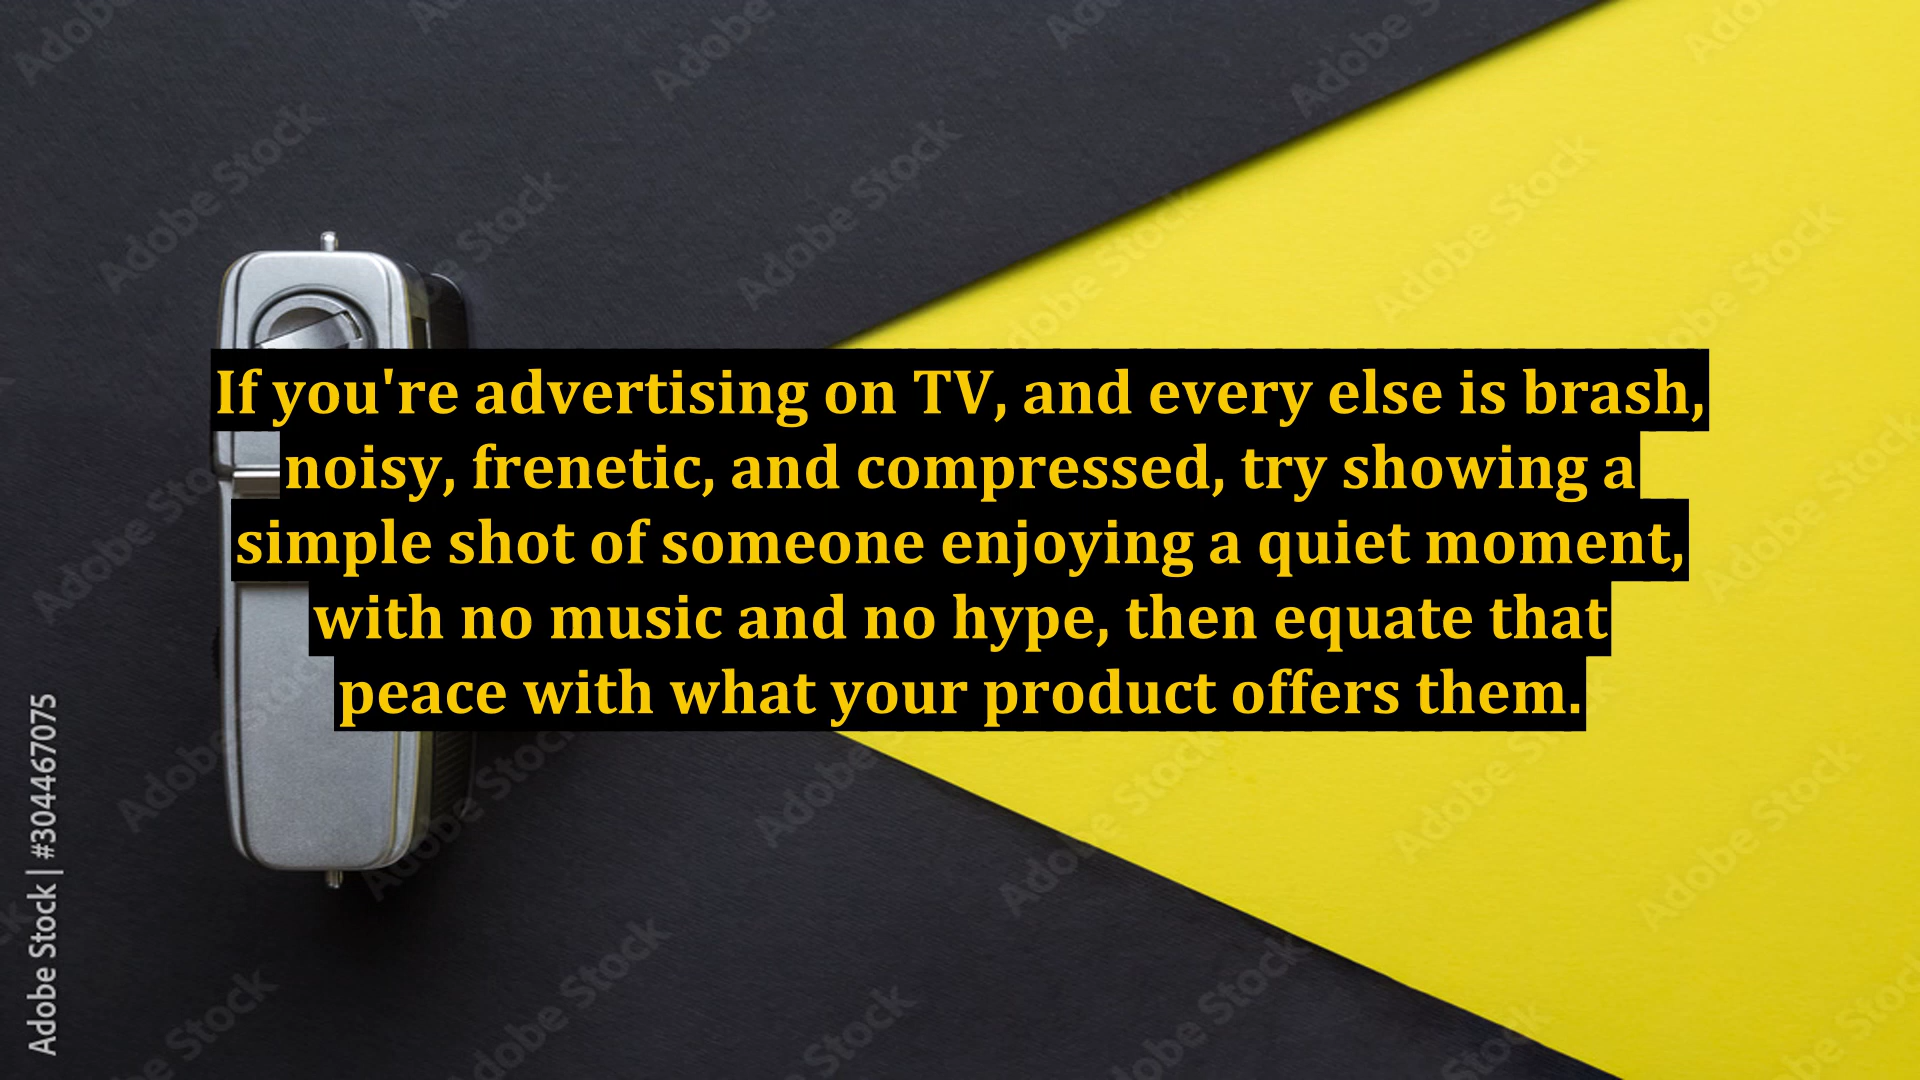 If you're advertising on TV, and every else is brash,
noisy, frenetic, and compressed, try showing a
simple shot of someone enjoying a quiet moment,
with no music and no hype, then equate that
peace with what your product offers them.
Adobe Stock | #304467075